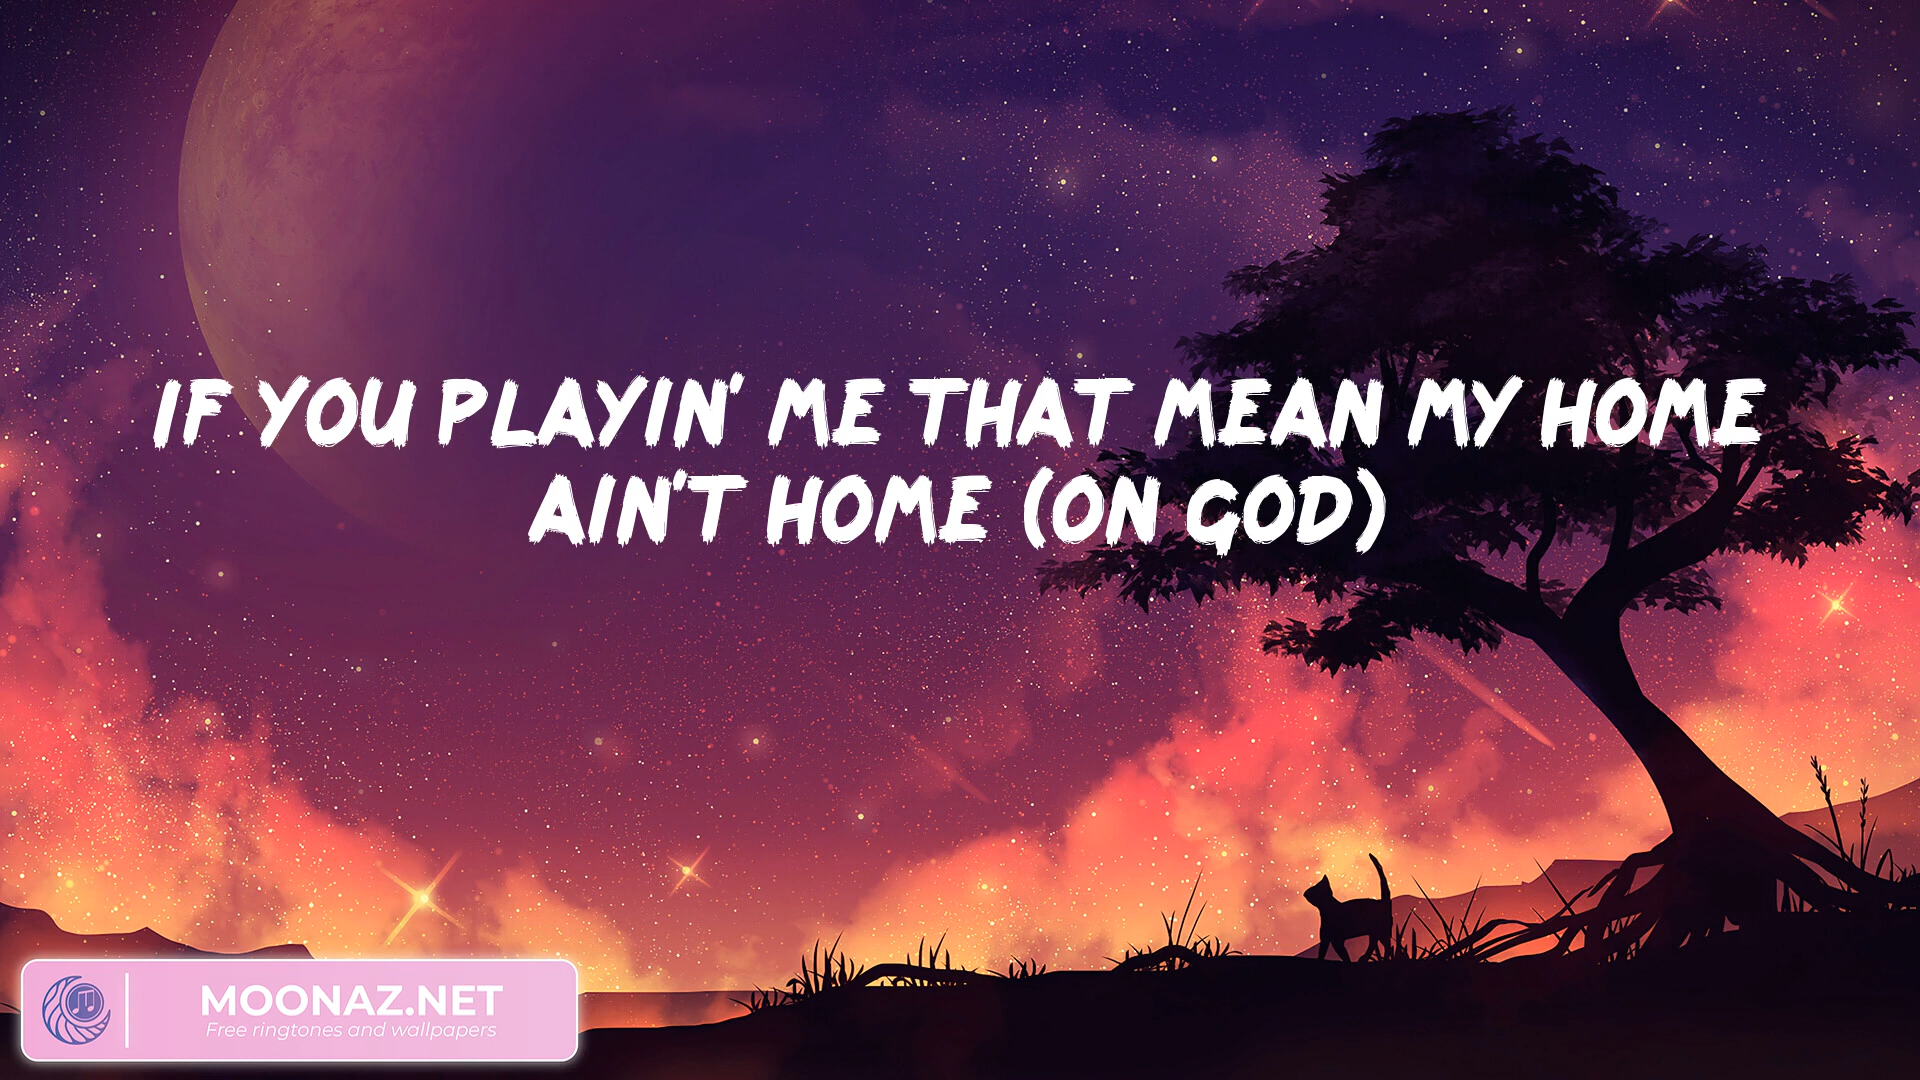 IF YOU PLAYIN' ME THAT MEAN MY HOME
AIN'T HOME (ON GOD)
MOONAZ.NET
Free ringtones and wallpapers